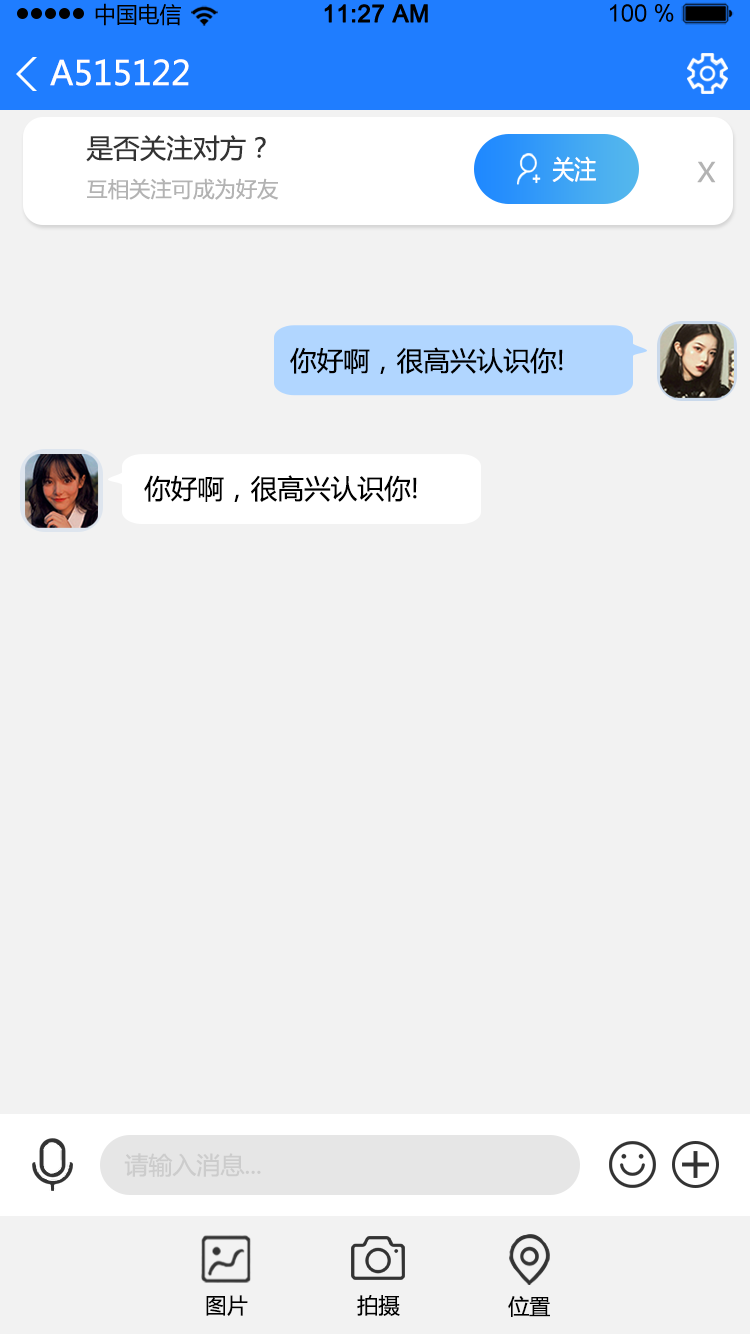 中国电信
11:27 AM
100 %
A515122
是否关注对方？
互相关注可成为好友
关注
X
你好啊，很高兴认识你!
你好啊，很高兴认识你!
请输入消息...
图片
拍摄
位置